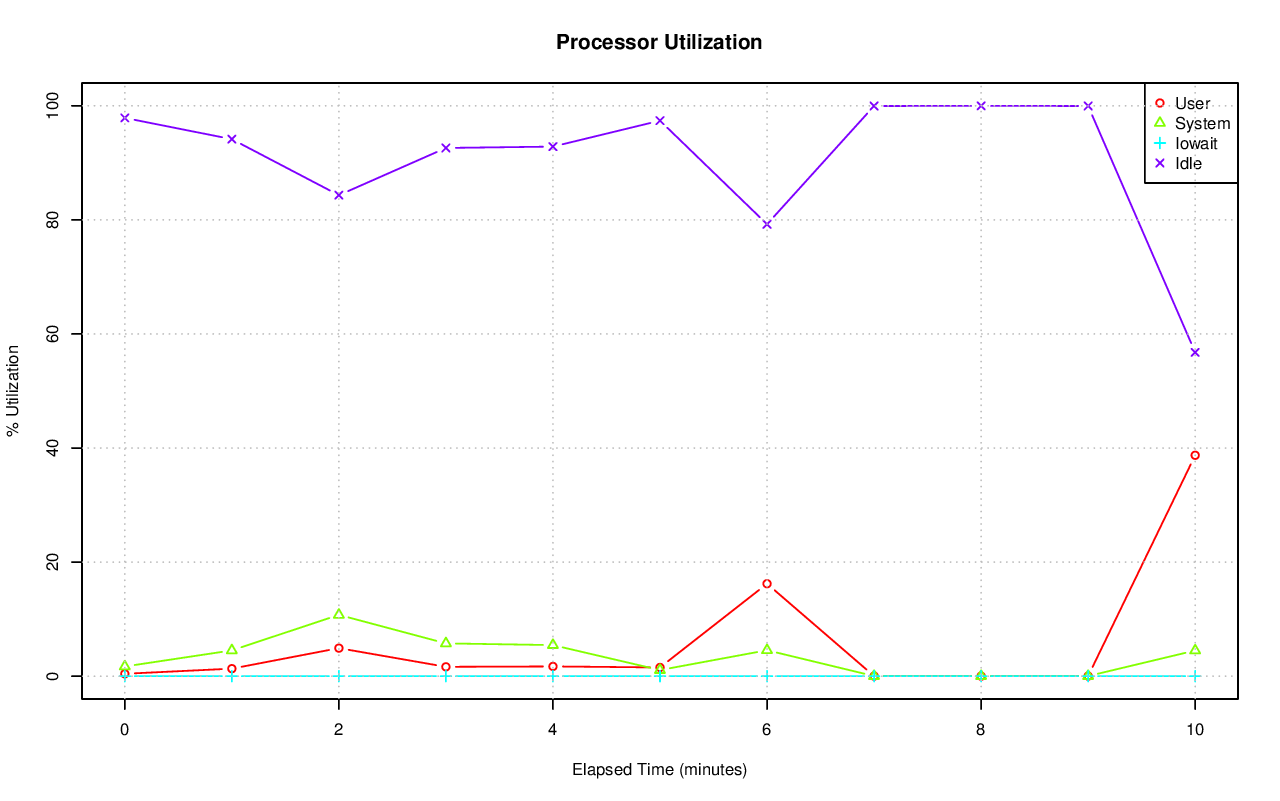 Processor Utilization
100
80
60
40
20
0
% Utilization
User
System
Iowait
Idle
0 2 4 6 8 10
Elapsed Time (minutes)